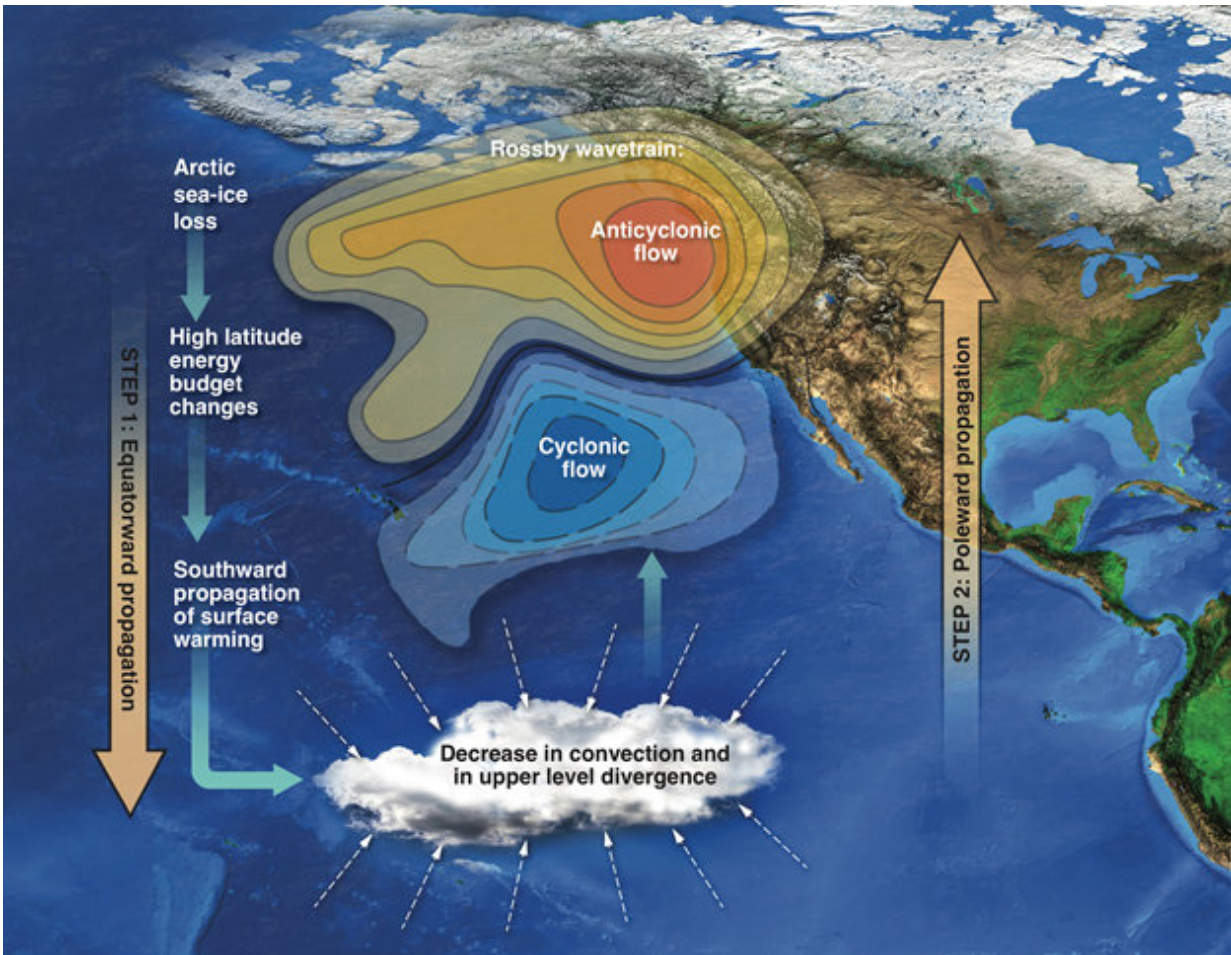 Rossby wavetrain:
Anticyclonic
flow
Cyclonic
flow
Arctic
sea-ice
loss
High latitude
energy
budget
changes
Southward
propagation
of surface
warming
STEP 1: Equatorward propagation
Decrease in convection and
in upper level divergence
STEP 2: Poleward propagation